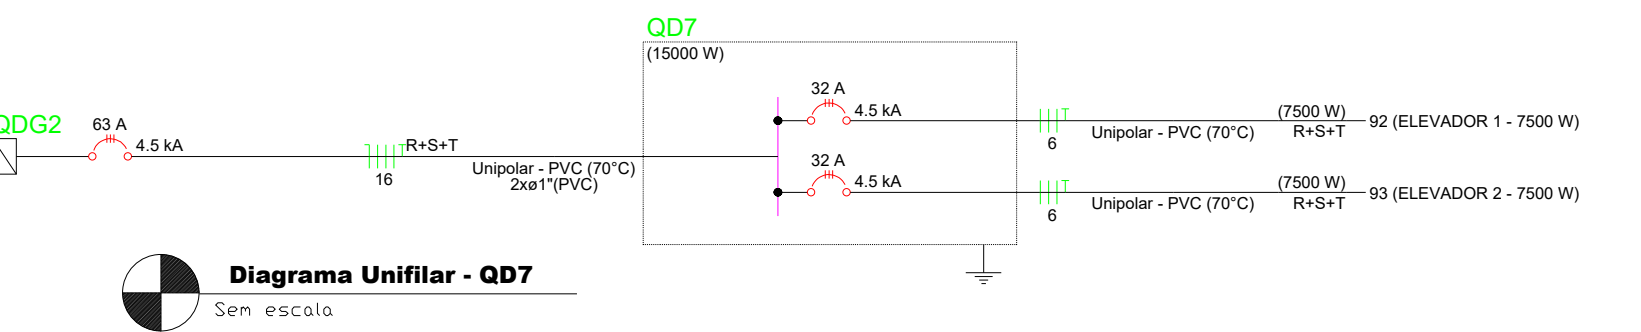 QD7
(15000 W)
32 A
4.5 kA
(7500 W)
92 (ELEVADOR 1 - 7500 W)
6
Unipolar - PVC (70°C)
R+S+T
QDG2
63 A
4.5 kA
R+S+T
16
Unipolar - PVC (70°C)
2xø1"(PVC)
32 A
4.5 kA
(7500 W)
93 (ELEVADOR 2 - 7500 W)
6
Unipolar - PVC (70°C)
R+S+T
Diagrama Unifilar - QD7
Sem escala